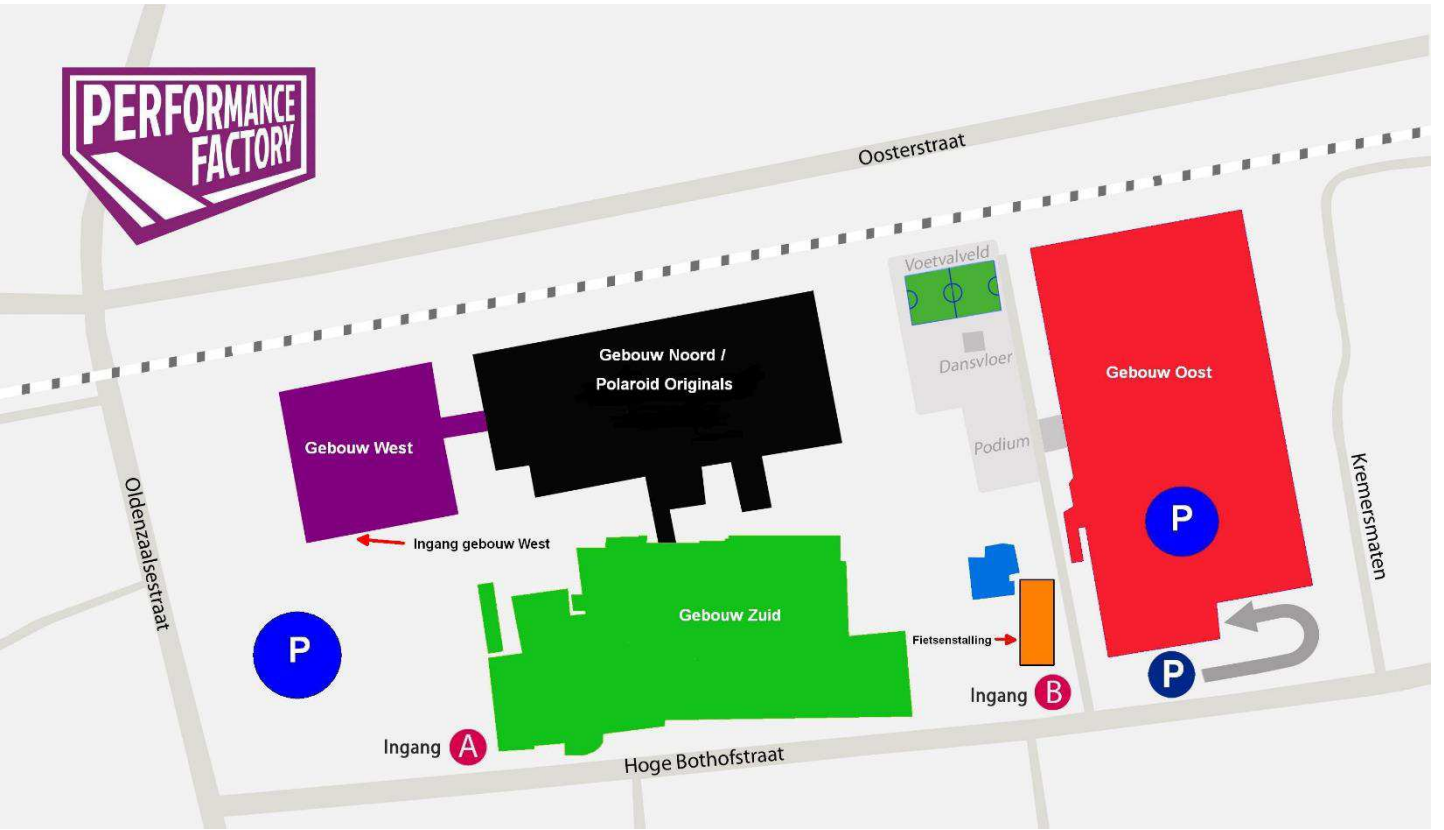 PERFORMANCE
FACTORY
Oosterstraat
Voetvalveld
Dansvloer
Podium
Gebouw Noord /
Polaroid Originals
Gebouw West
Gebouw Oost
P
Kremersmaten
Oldenzaalsestraat
Ingang gebouw West
Gebouw Zuid
P
Fietsenstalling
P
Ingang B
Ingang A
Hoge Bothofstraat